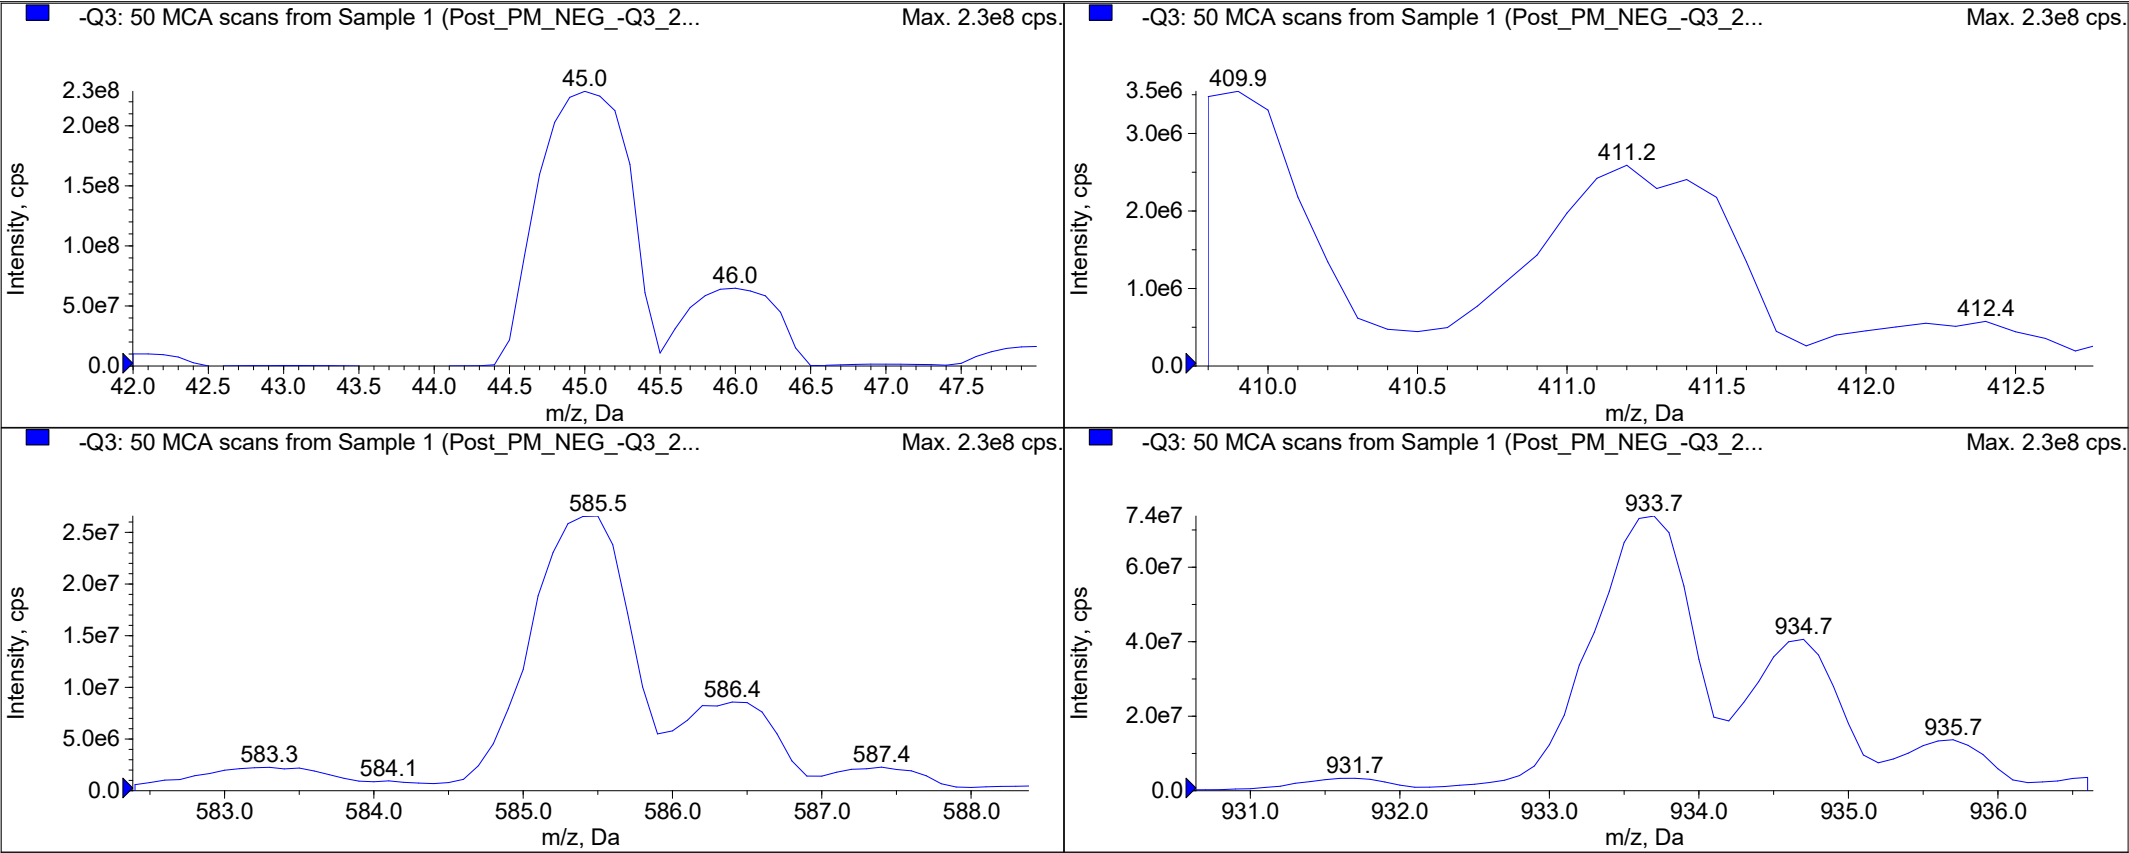 -Q3: 50 MCA scans from Sample 1 (Post_PM_NEG_-Q3_2... Max. 2.3e8 cps.
45.0
46.0
2.3e8
2.0e8
1.5e8
1.0e8
5.0e7
0.0
Intensity, cps
42.0 42.5 43.0 43.5 44.0 44.5 45.0 45.5 46.0 46.5 47.0 47.5
m/z, Da
-Q3: 50 MCA scans from Sample 1 (Post_PM_NEG_-Q3_2... Max. 2.3e8 cps.
409.9
411.2
412.4
3.5e6
3.0e6
2.0e6
1.0e6
0.0
Intensity, cps
410.0 410.5 411.0 411.5 412.0 412.5
m/z, Da
-Q3: 50 MCA scans from Sample 1 (Post_PM_NEG_-Q3_2... Max. 2.3e8 cps.
585.5
586.4
583.3
584.1
587.4
2.5e7
2.0e7
1.5e7
1.0e7
5.0e6
0.0
Intensity, cps
583.0 584.0 585.0 586.0 587.0 588.0
m/z, Da
-Q3: 50 MCA scans from Sample 1 (Post_PM_NEG_-Q3_2... Max. 2.3e8 cps.
933.7
934.7
935.7
931.7
7.4e7
6.0e7
4.0e7
2.0e7
0.0
Intensity, cps
931.0 932.0 933.0 934.0 935.0 936.0
m/z, Da